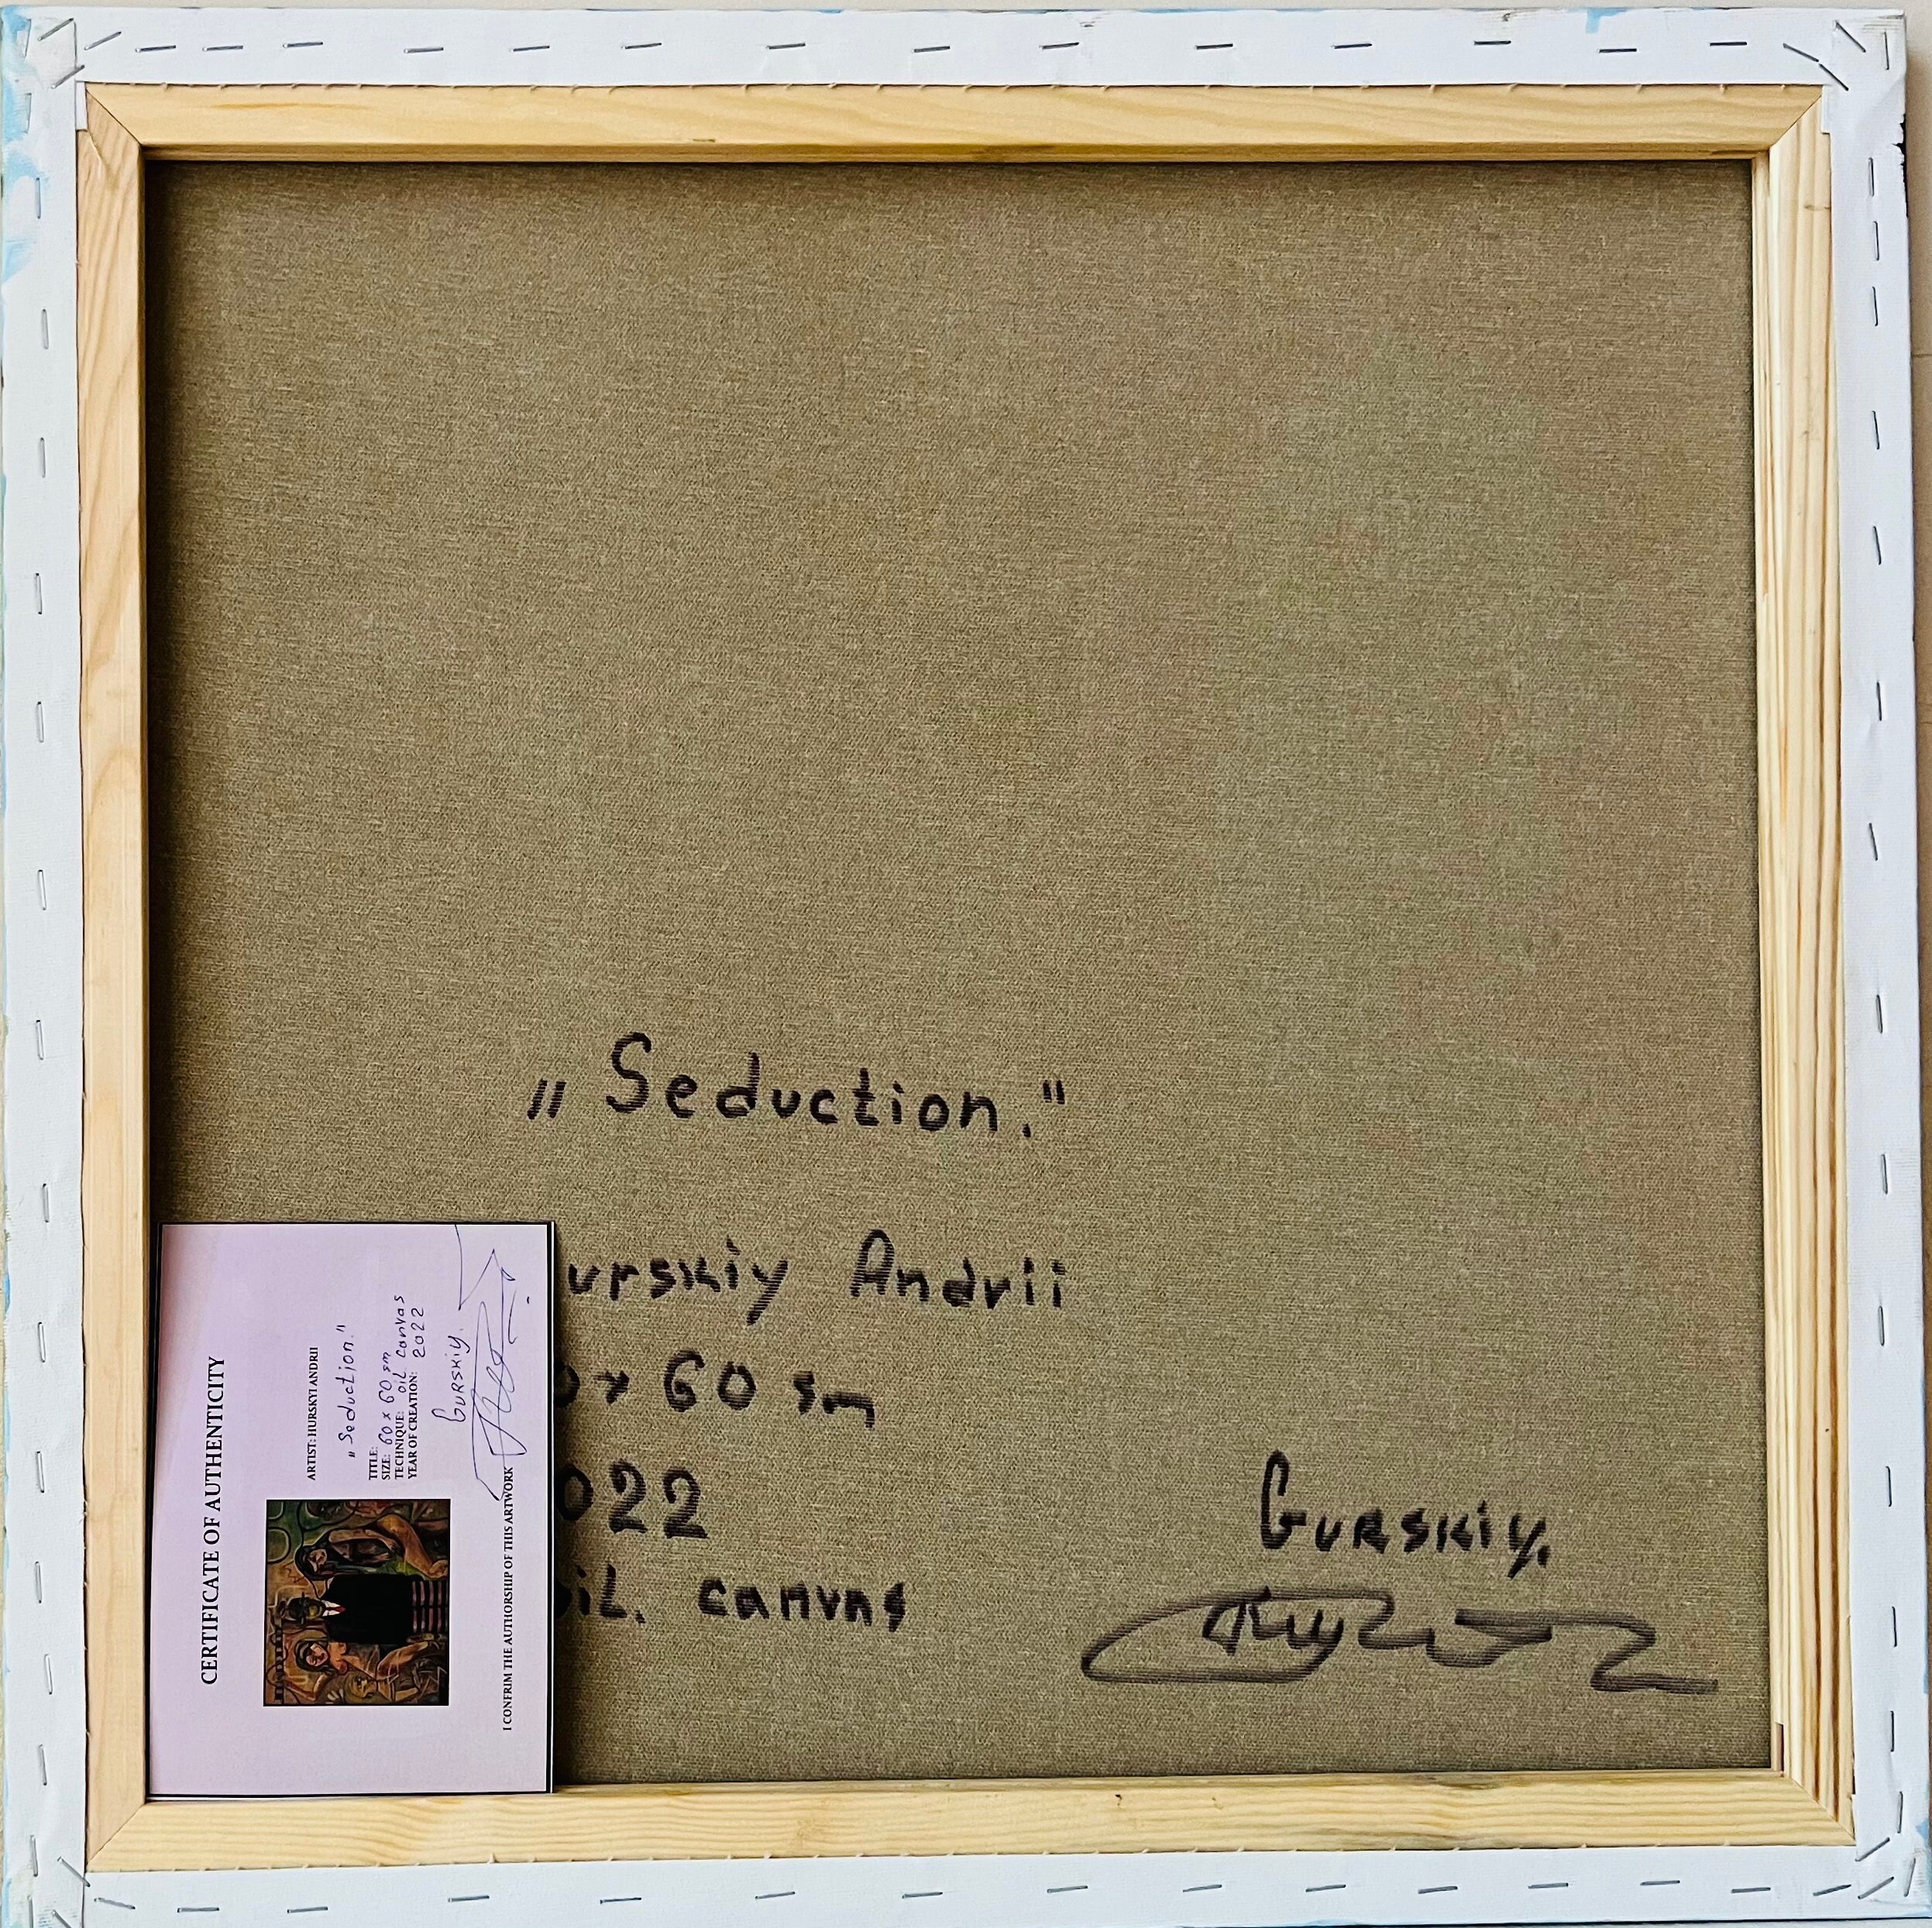 „Seduction."
urskiy Andrii
0 x 60 sm
022
oil. canvas
Gurskiy.
CERTIFICATE OF AUTHENTICITY
ARTIST: HURSKYI ANDRII
„Seduction."
TITLE:
SIZE: 60 x 60 sm
TECHNIQUE: oil canvas
YEAR OF CREATION: 2022
Gurskiy.
I CONFRIM THE AUTHORSHIP OF THIS ARTWORK